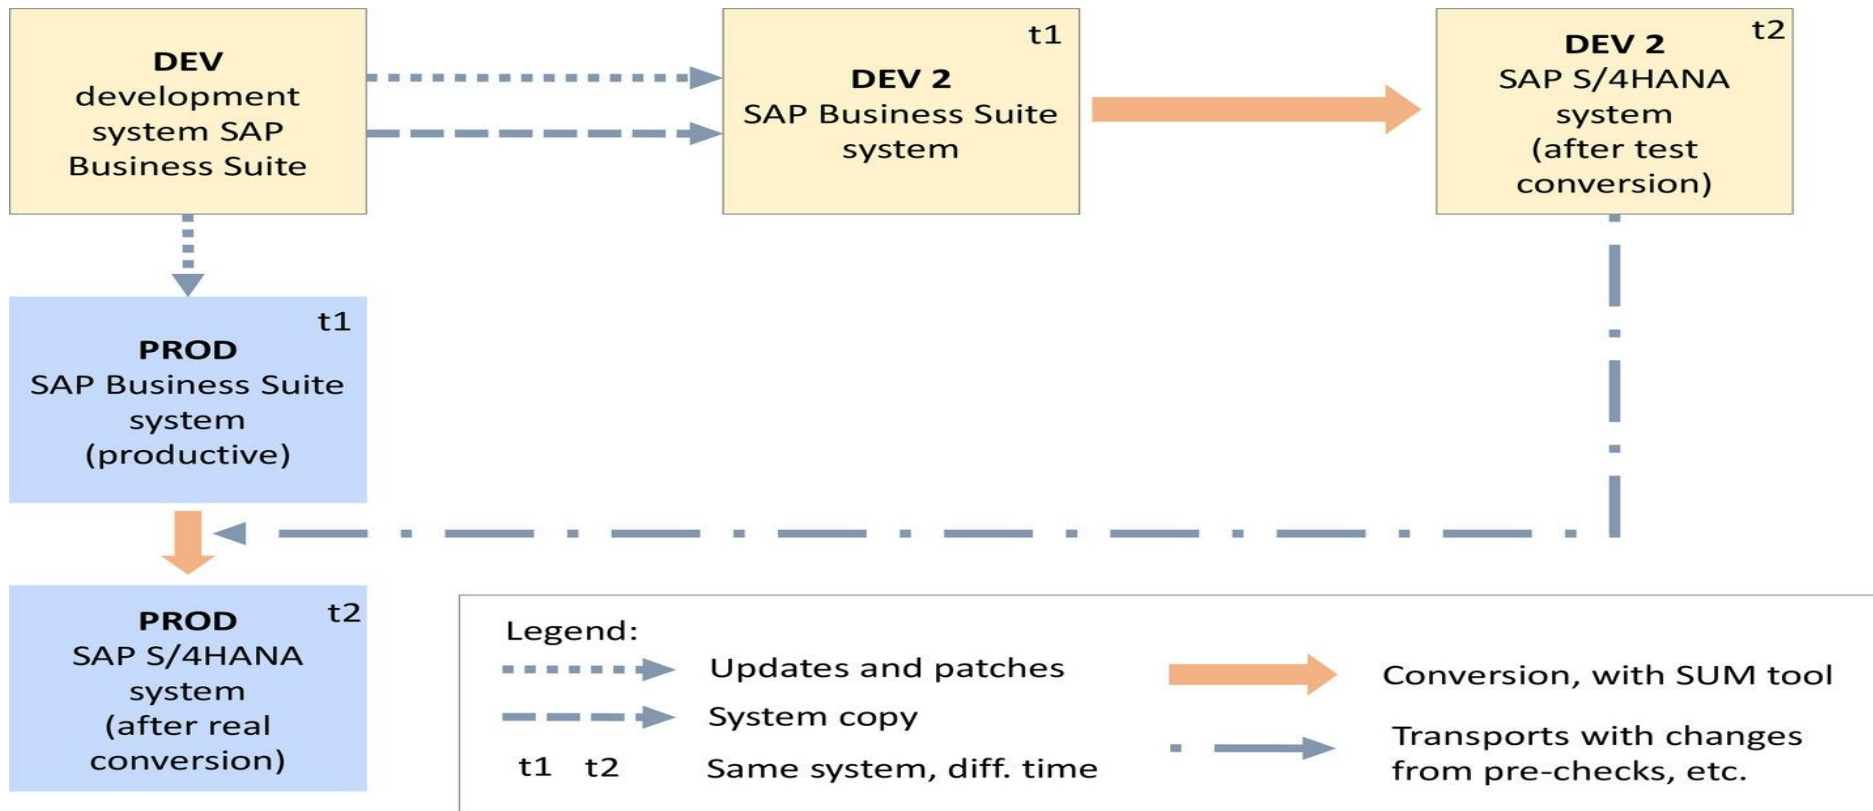 DEV
development
system SAP
Business Suite
t1
DEV 2
SAP Business Suite
system
t2
DEV 2
SAP S/4HANA
system
(after test
conversion)
t1
PROD
SAP Business Suite
system
(productive)
t2
PROD
SAP S/4HANA
system
(after real
conversion)
Legend:
Updates and patches
System copy
t1 t2 Same system, diff. time
Conversion, with SUM tool
Transports with changes
from pre-checks, etc.